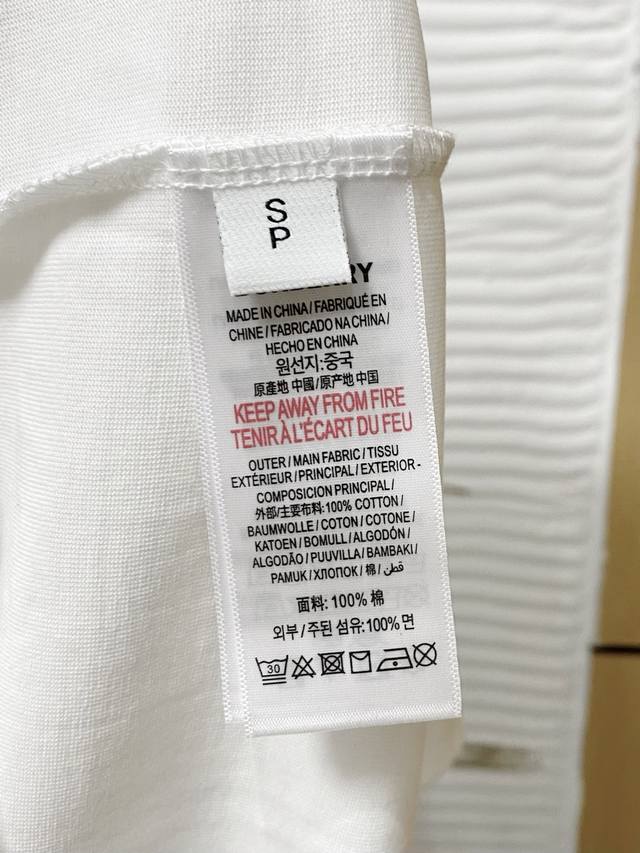 S
P
RY
MADE IN CHINA / FABRIQUÉ EN
CHINE / FABRICADO NA CHINA /
HECHO EN CHINA
원선지:중국
原產地 中國/原产地 中国
KEEP AWAY FROM FIRE
TENIR À L'ÉCART DU FEU
OUTER / MAIN FABRIC / TISSU
EXTÉRIEUR / PRINCIPAL / EXTERIOR -
COMPOSICION PRINCIPAL /
外部/主要布料: 100% COTTON /
BAUMWOLLE / COTON / COTONE /
KATOEN / BOMULL / ALGODÓN /
ALGODÃO / PUUVILLA / BAMBAKI /
PAMUK / ХЛОПОК / 棉 / قطن
面料: 100% 棉
외부 / 주된 섬유: 100% 면
30